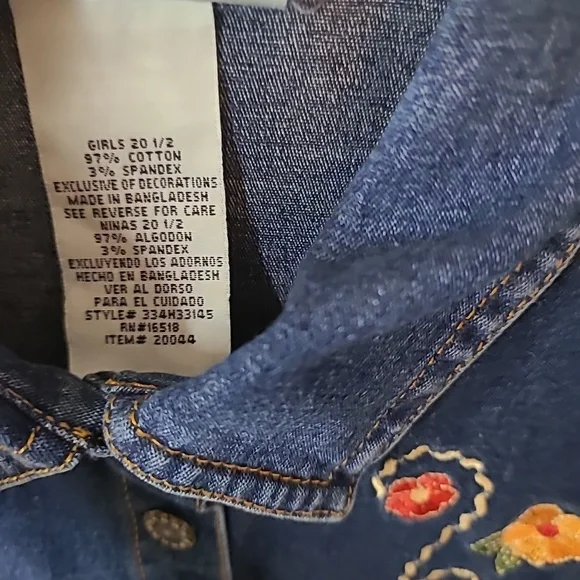 GIRLS 20 1/2
97% COTTON
3% SPANDEX
EXCLUSIVE OF DECORATIONS
MADE IN BANGLADESH
SEE REVERSE FOR CARE
NINAS 20 1/2
97% ALGODON
3% SPANDEX
EXCLUYENDO LOS ADORNOS
HECHO EN BANGLADESH
VER AL DORSO
PARA EL CUIDADO
STYLE# 334H33145
RN#16518
ITEM# 20044